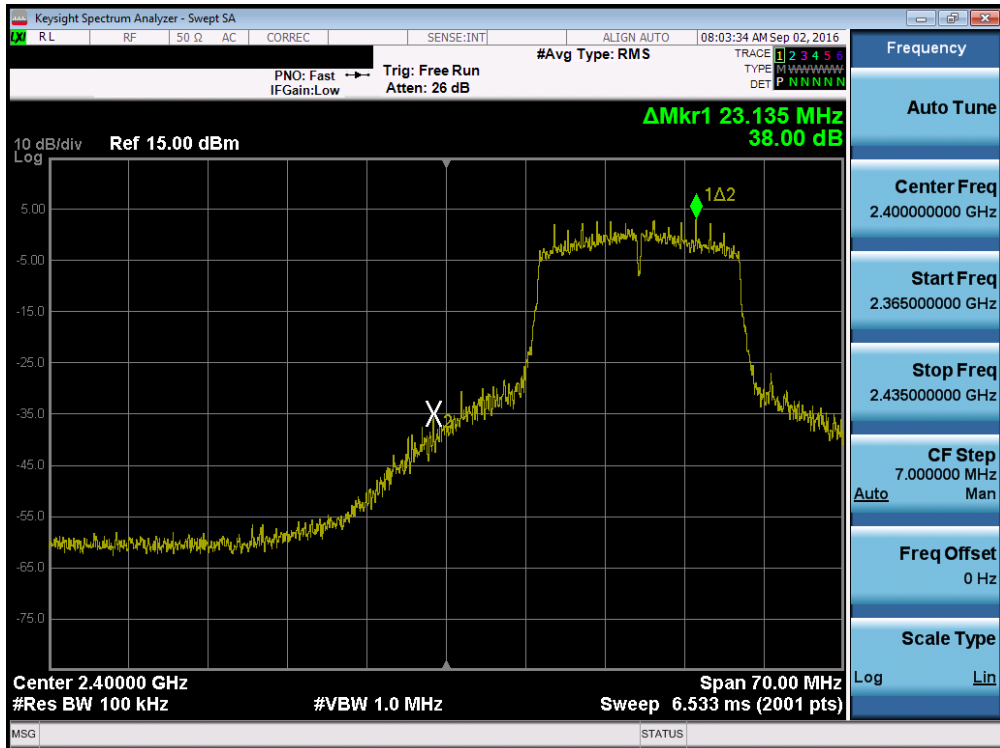 Keysight Spectrum Analyzer - Swept SA
LXI RL RF 50 Ω AC CORREC SENSE:INT ALIGN AUTO 08:03:34 AM Sep 02, 2016
#Avg Type: RMS TRACE 1 2 3 4 5 6
PNO: Fast Trig: Free Run TYPE M WWWWW
IFGain:Low Atten: 26 dB DET P N N N N N
ΔMkr1 23.135 MHz
38.00 dB
10 dB/div Ref 15.00 dBm
Log
1Δ2
5.00
-5.00
-15.0
-25.0
-35.0
X2
-45.0
-55.0
-65.0
-75.0
Center 2.40000 GHz Span 70.00 MHz
#Res BW 100 kHz #VBW 1.0 MHz Sweep 6.533 ms (2001 pts)
MSG STATUS
Frequency
Auto Tune
Center Freq
2.400000000 GHz
Start Freq
2.365000000 GHz
Stop Freq
2.435000000 GHz
CF Step
7.000000 MHz
Auto Man
Freq Offset
0 Hz
Scale Type
Log Lin